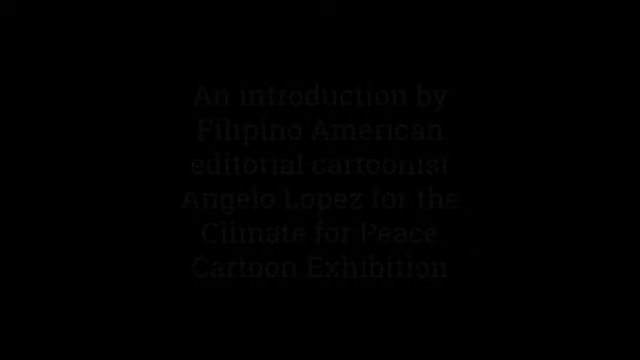 An introduction by
Filipino American
editorial cartoonist
Angelo Lopez for the
Climate for Peace
Cartoon Exhibition